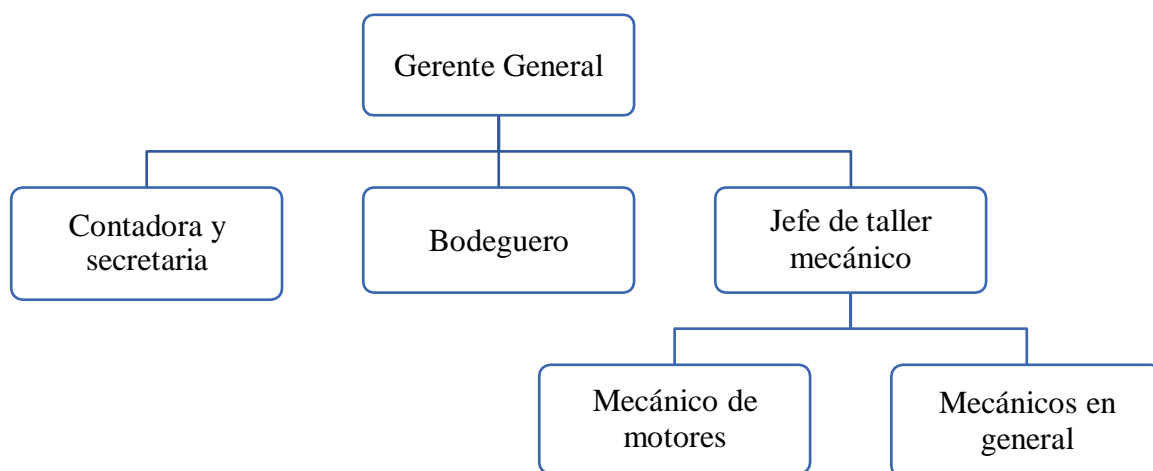 Gerente General
Contadora y
secretaria
Bodeguero
Jefe de taller
mecánico
Mecánico de
motores
Mecánicos en
general